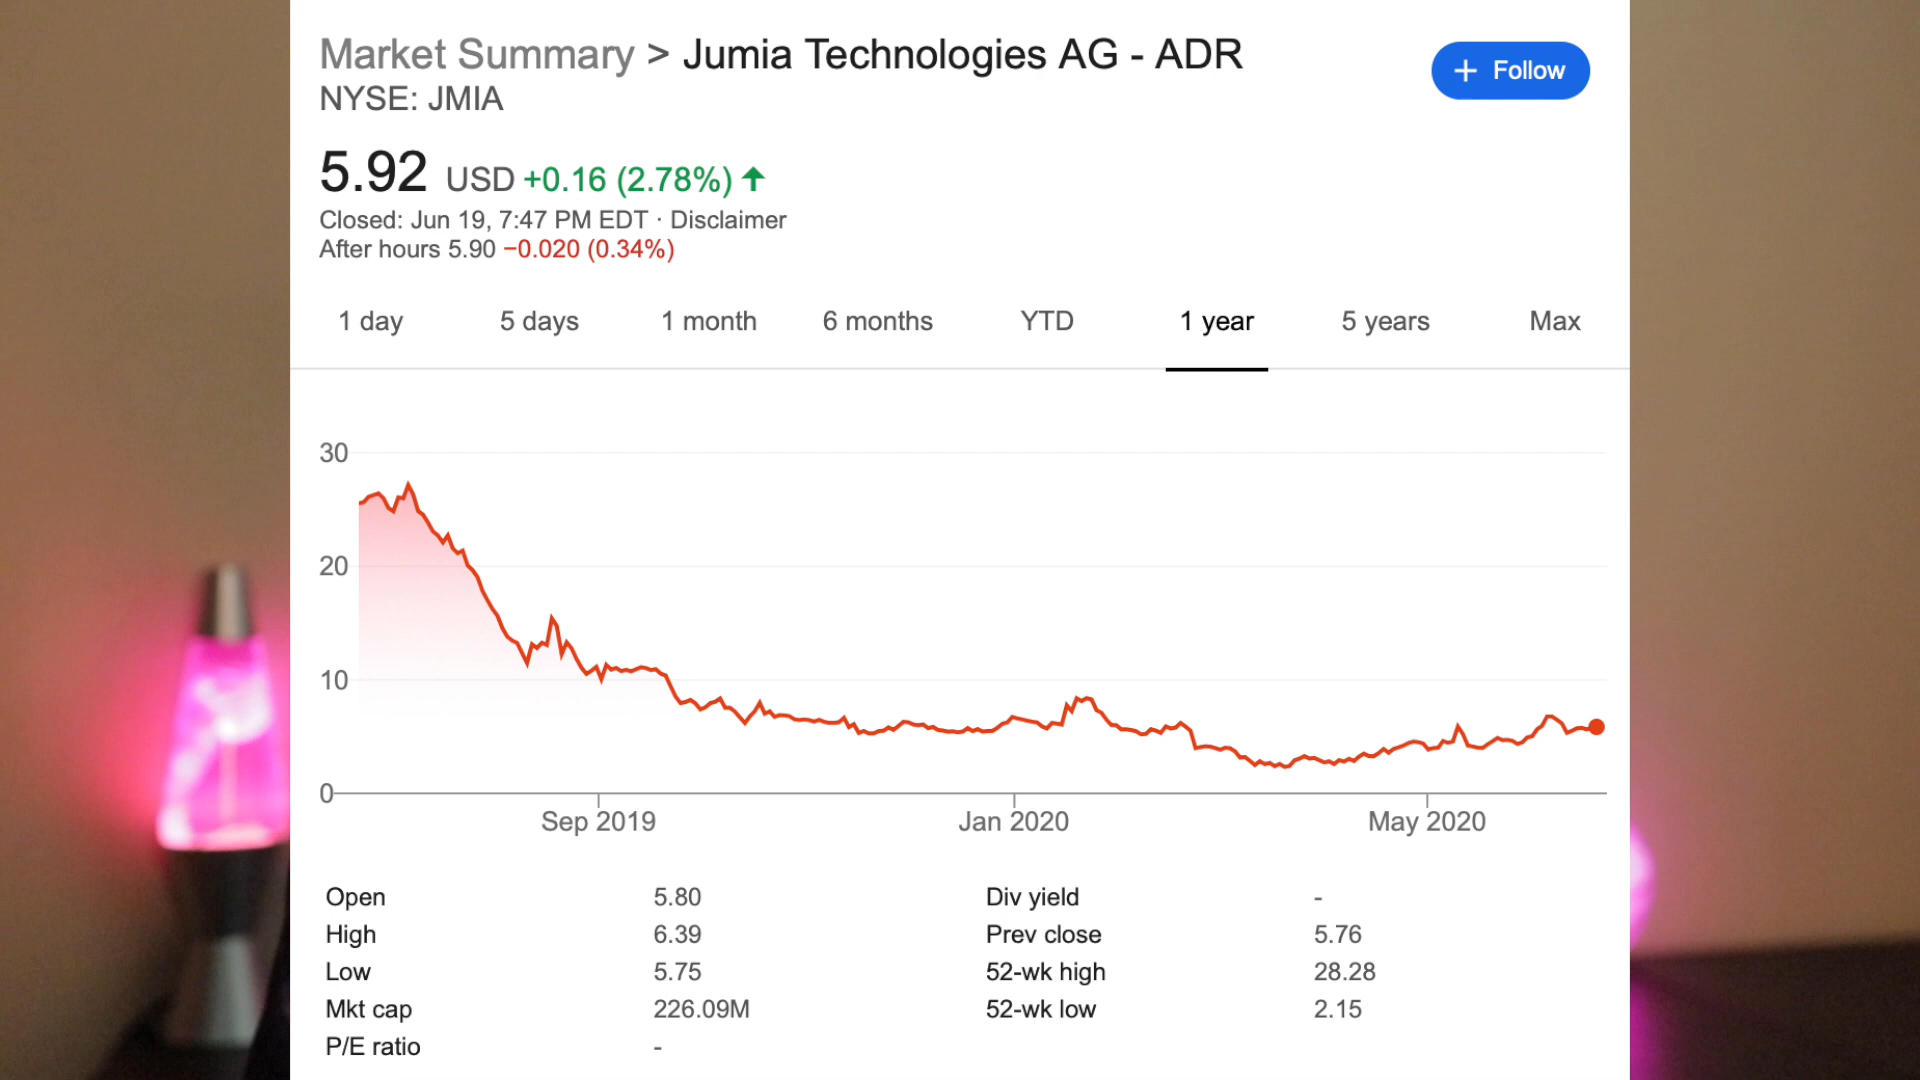 Market Summary > Jumia Technologies AG - ADR
NYSE: JMIA
+ Follow
5.92 USD +0.16 (2.78%)
Closed: Jun 19, 7:47 PM EDT · Disclaimer
After hours 5.90 −0.020 (0.34%)
1 day 5 days 1 month 6 months YTD 1 year 5 years Max
30
20
10
0
Sep 2019 Jan 2020 May 2020
Open 5.80 Div yield -
High 6.39 Prev close 5.76
Low 5.75 52-wk high 28.28
Mkt cap 226.09M 52-wk low 2.15
P/E ratio -